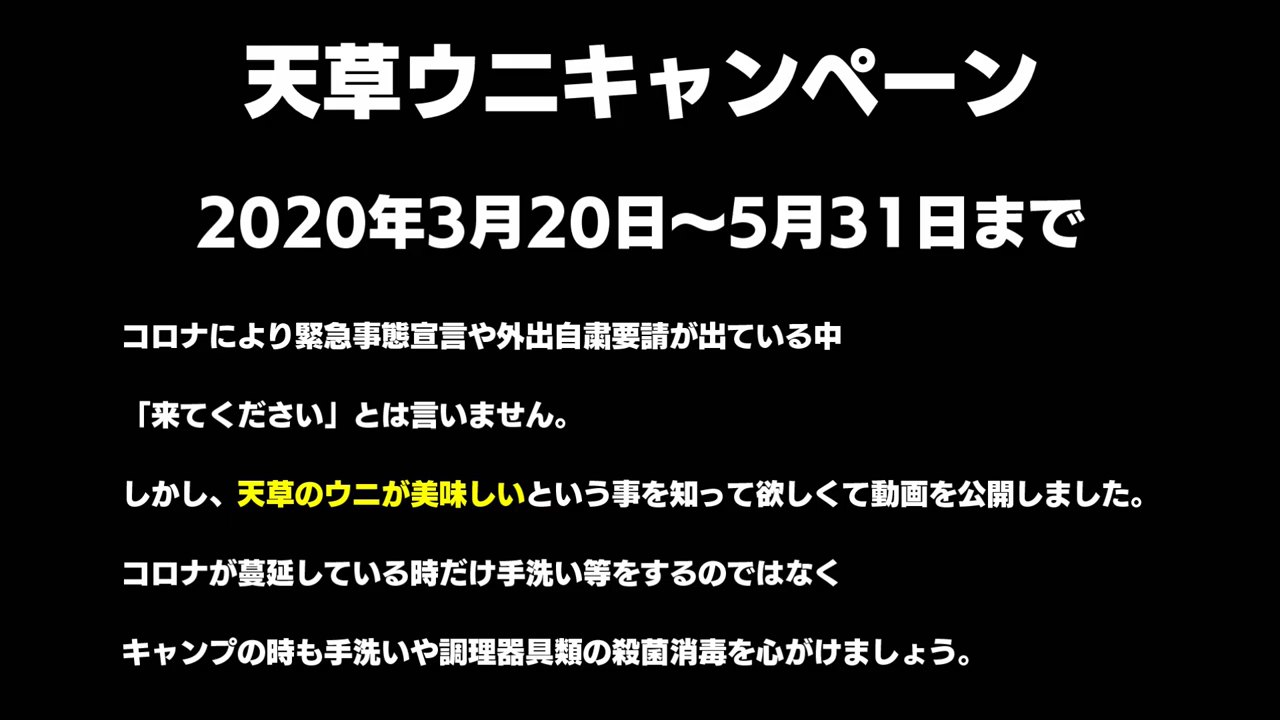 天草ウニキャンペーン
2020年3月20日～5月31日まで
コロナにより緊急事態宣言や外出自粛要請が出ている中
「来てください」とは言いません。
しかし、天草のウニが美味しいという事を知って欲しくて動画を公開しました。
コロナが蔓延している時だけ手洗い等をするのではなく
キャンプの時も手洗いや調理器具類の殺菌消毒を心がけましょう。